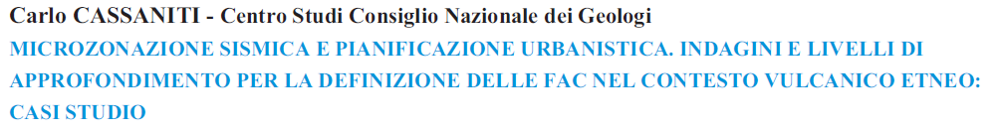 Carlo CASSANITI - Centro Studi Consiglio Nazionale dei Geologi
MICROZONAZIONE SISMICA E PIANIFICAZIONE URBANISTICA. INDAGINI E LIVELLI DI
APPROFONDIMENTO PER LA DEFINIZIONE DELLE FAC NEL CONTESTO VULCANICO ETNEO:
CASI STUDIO